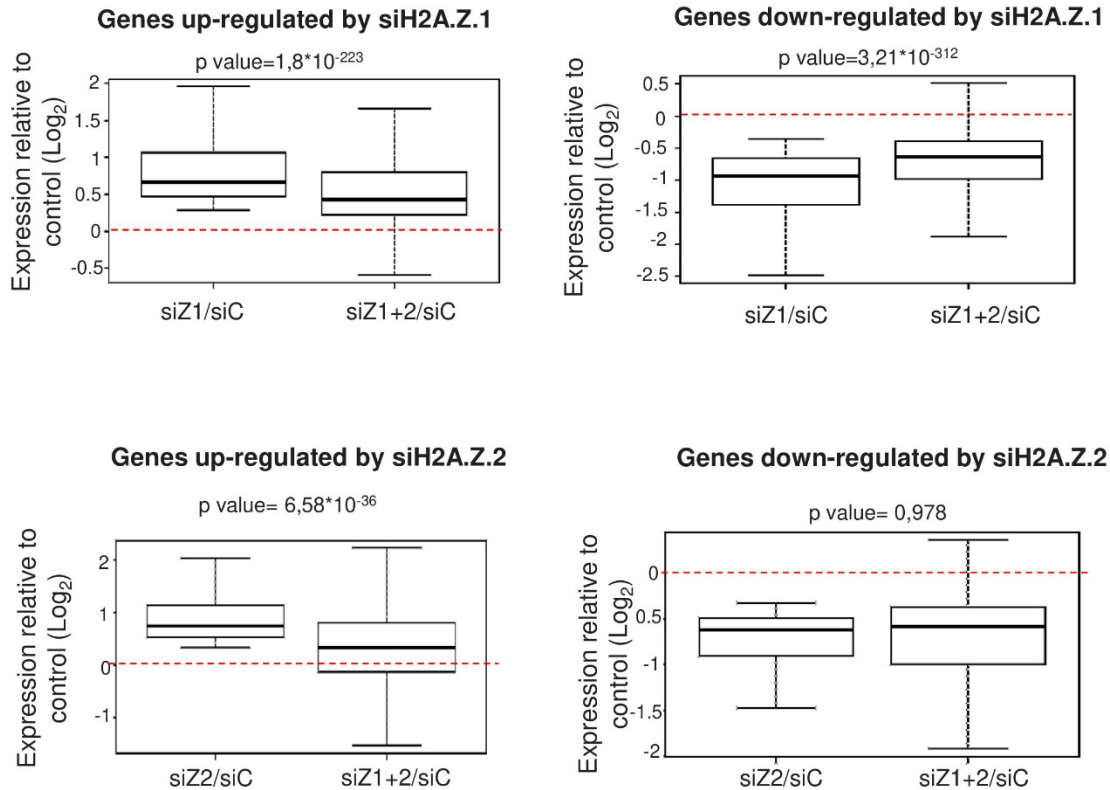 Genes up-regulated by siH2A.Z.1
p value=1,8*10-223
Expression relative to
control (Log2)
2
1.5
1
0.5
0
-0.5
siZ1/siC
siZ1+2/siC
Genes down-regulated by siH2A.Z.1
p value=3,21*10-312
Expression relative to
control (Log2)
0.5
0
-0.5
-1
-1.5
-2
-2.5
siZ1/siC
siZ1+2/siC
Genes up-regulated by siH2A.Z.2
p value= 6,58*10-36
Expression relative to
control (Log2)
2
1
0
-1
siZ2/siC
siZ1+2/siC
Genes down-regulated by siH2A.Z.2
p value= 0,978
Expression relative to
control (Log2)
0
0.5
-1
-1.5
-2
siZ2/siC
siZ1+2/siC